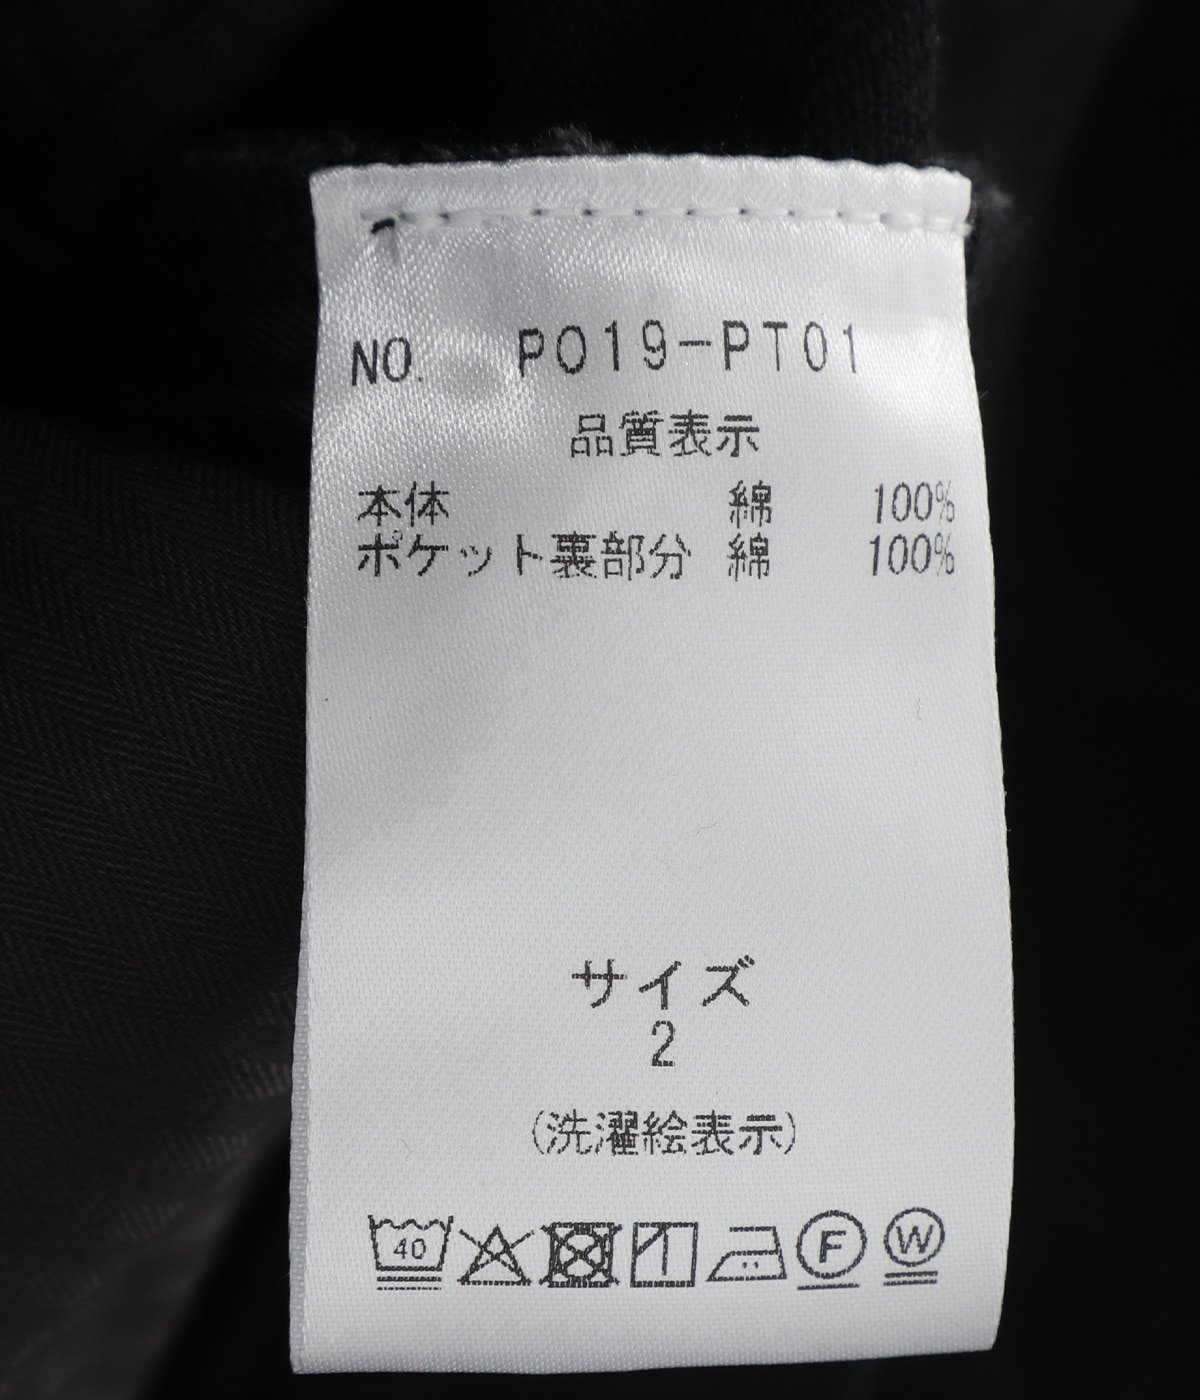 NO. PO19-PT01
品質表示
本体 綿 100%
ポケット裏部分 綿 100%
サイズ
2
(洗濯絵表示)
40 F W